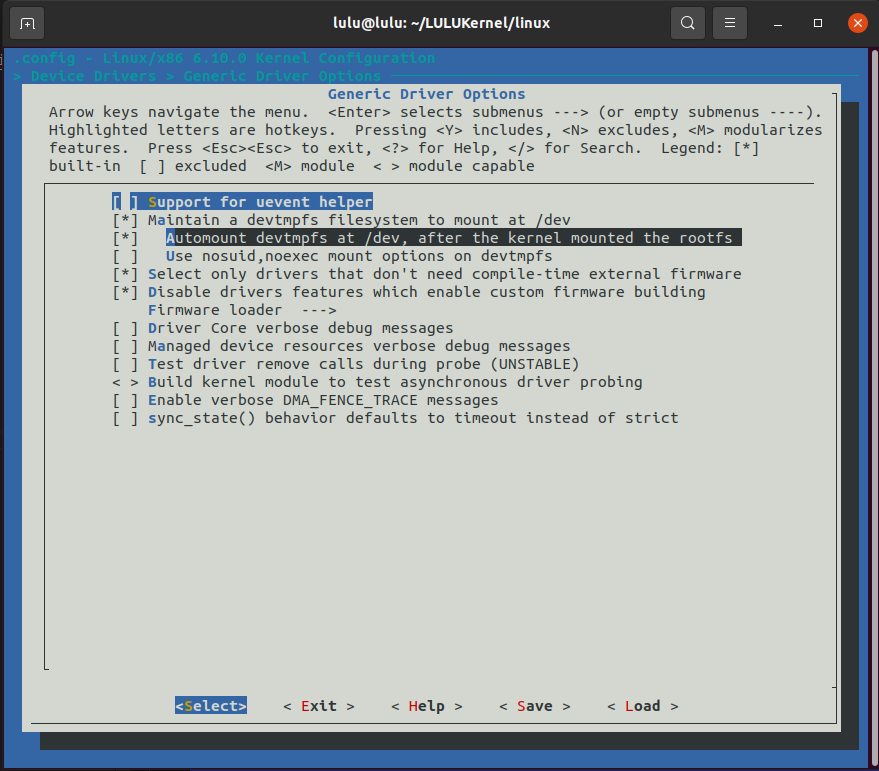 lulu@lulu: ~/LULUKernel/linux
.config - Linux/x86 6.10.0 Kernel Configuration
> Device Drivers > Generic Driver Options
Generic Driver Options
Arrow keys navigate the menu.  <Enter> selects submenus ---> (or empty submenus ----).
Highlighted letters are hotkeys.  Pressing <Y> includes, <N> excludes, <M> modularizes
features.  Press <Esc><Esc> to exit, <?> for Help, </> for Search.  Legend: [*]
built-in  [ ] excluded  <M> module  < > module capable
[ ] Support for uevent helper
[*] Maintain a devtmpfs filesystem to mount at /dev
[*]   Automount devtmpfs at /dev, after the kernel mounted the rootfs
[ ]   Use nosuid,noexec mount options on devtmpfs
[*] Select only drivers that don't need compile-time external firmware
[*] Disable drivers features which enable custom firmware building
Firmware loader  --->
[ ] Driver Core verbose debug messages
[ ] Managed device resources verbose debug messages
[ ] Test driver remove calls during probe (UNSTABLE)
< > Build kernel module to test asynchronous driver probing
[ ] Enable verbose DMA_FENCE_TRACE messages
[ ] sync_state() behavior defaults to timeout instead of strict
<Select>    < Exit >    < Help >    < Save >    < Load >